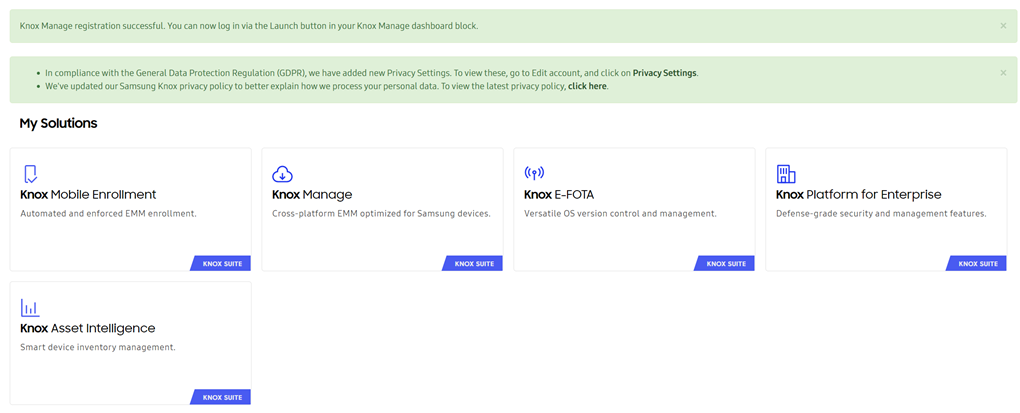 Knox Manage registration successful. You can now log in via the Launch button in your Knox Manage dashboard block.
×
In compliance with the General Data Protection Regulation (GDPR), we have added new Privacy Settings. To view these, go to Edit account, and click on Privacy Settings.
×
We've updated our Samsung Knox privacy policy to better explain how we process your personal data. To view the latest privacy policy, click here.
My Solutions
Knox Mobile Enrollment
Automated and enforced EMM enrollment.
KNOX SUITE
Knox Manage
Cross-platform EMM optimized for Samsung devices.
KNOX SUITE
Knox E-FOTA
Versatile OS version control and management.
KNOX SUITE
Knox Platform for Enterprise
Defense-grade security and management features.
KNOX SUITE
Knox Asset Intelligence
Smart device inventory management.
KNOX SUITE